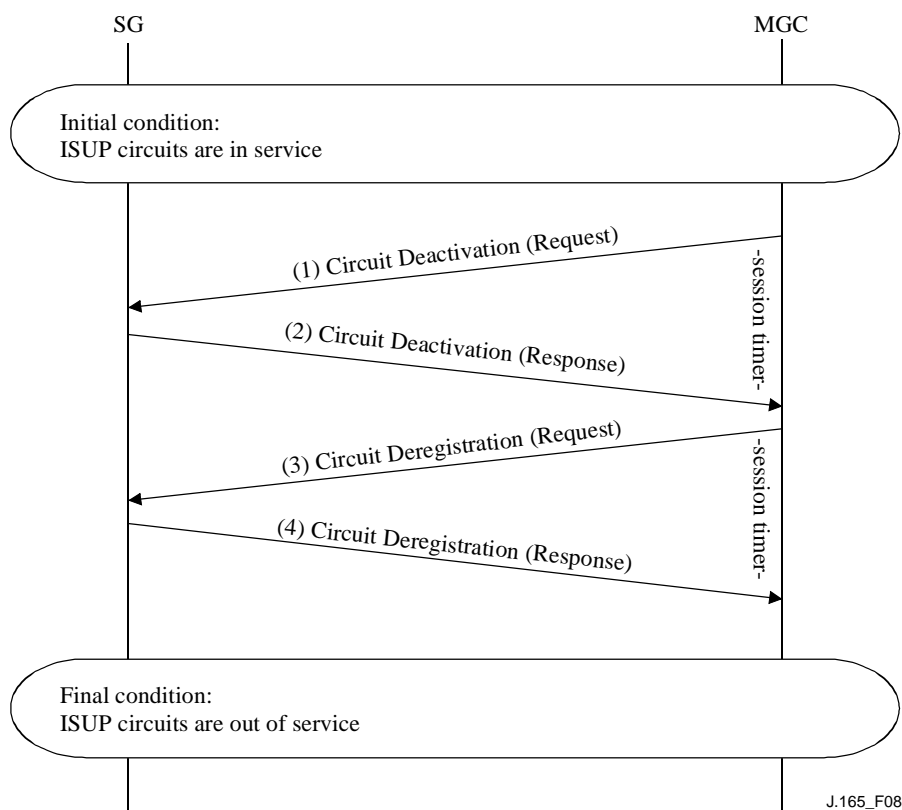 SG
MGC
Initial condition:
ISUP circuits are in service
(1) Circuit Deactivation (Request)
-session timer-
(2) Circuit Deactivation (Response)
(3) Circuit Deregistration (Request)
-session timer-
(4) Circuit Deregistration (Response)
Final condition:
ISUP circuits are out of service
J.165_F08